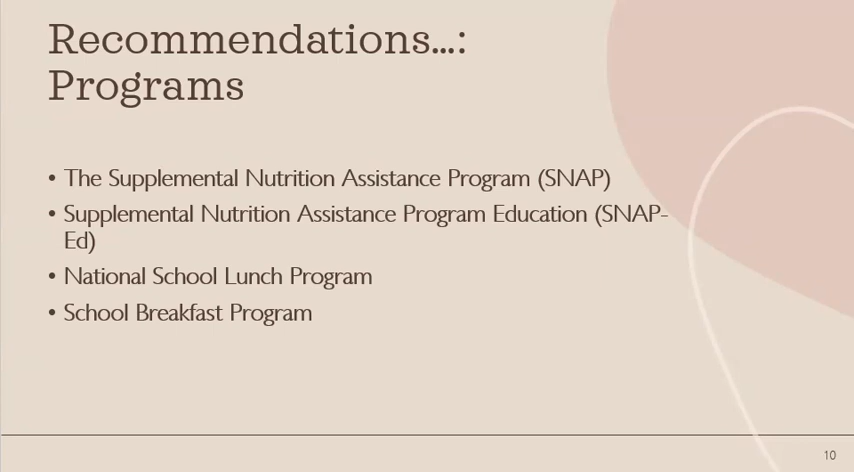 Recommendations...:
Programs
• The Supplemental Nutrition Assistance Program (SNAP)
• Supplemental Nutrition Assistance Program Education (SNAP-
Ed)
• National School Lunch Program
• School Breakfast Program
10